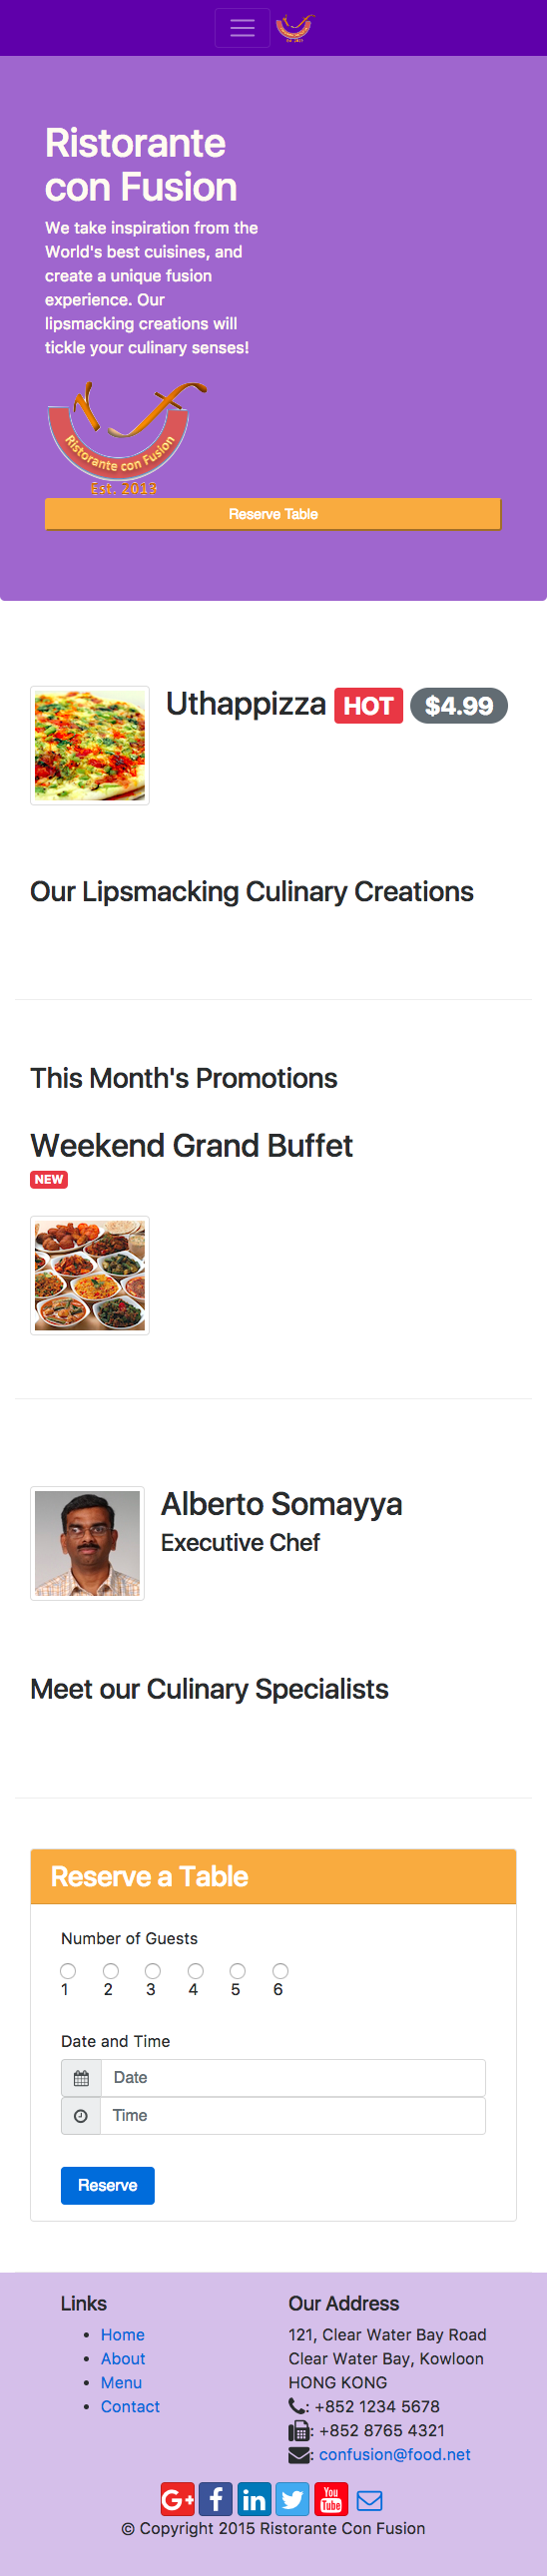 Ristorante
con Fusion
We take inspiration from the
World's best cuisines, and
create a unique fusion
experience. Our
lipsmacking creations will
tickle your culinary senses!
Ristorante con Fusion
Est. 2013
Reserve Table
Uthappizza HOT $4.99
Our Lipsmacking Culinary Creations
This Month's Promotions
Weekend Grand Buffet
NEW
Alberto Somayya
Executive Chef
Meet our Culinary Specialists
Reserve a Table
Number of Guests
1 2 3 4 5 6
Date and Time
Date
Time
Reserve
Links
Home
About
Menu
Contact
Our Address
121, Clear Water Bay Road
Clear Water Bay, Kowloon
HONG KONG
: +852 1234 5678
: +852 8765 4321
: confusion@food.net
G+ f in You Tube
© Copyright 2015 Ristorante Con Fusion